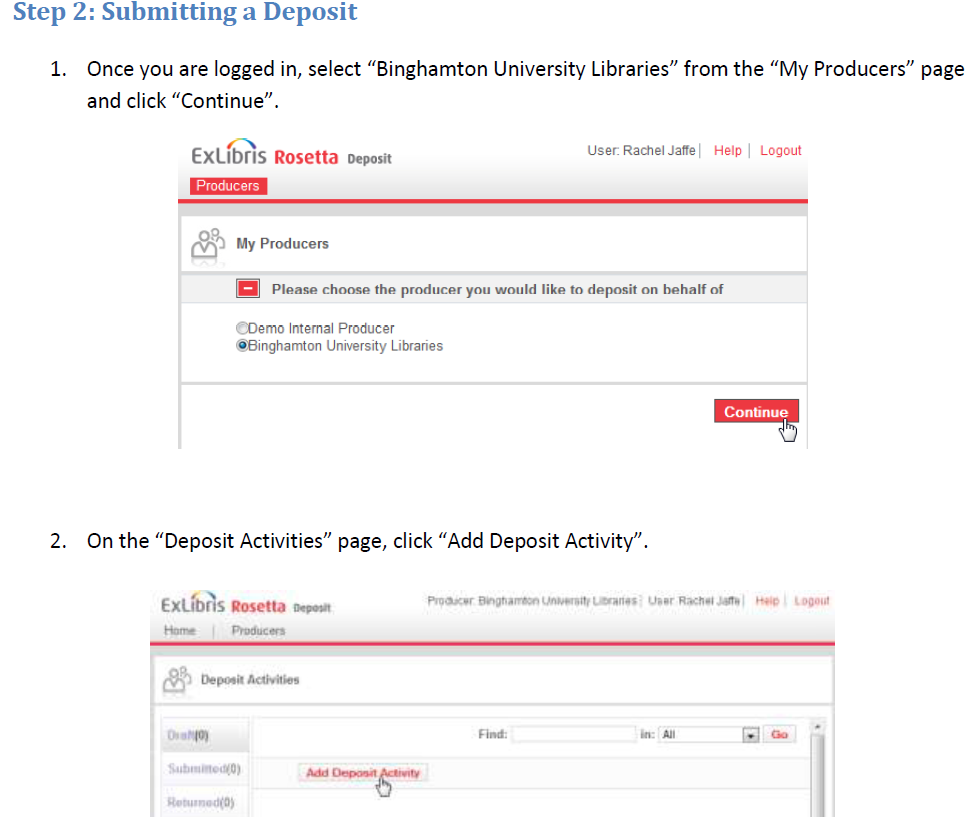 Step 2: Submitting a Deposit
1. Once you are logged in, select “Binghamton University Libraries” from the “My Producers” page
and click “Continue”.
ExLibris Rosetta Deposit
User: Rachel Jaffe | Help | Logout
Producers
My Producers
Please choose the producer you would like to deposit on behalf of
Demo Internal Producer
Binghamton University Libraries
Continue
2. On the “Deposit Activities” page, click “Add Deposit Activity”.
ExLibris Rosetta Deposit
Producer: Binghamton University Libraries | User: Rachel Jaffe | Help | Logout
Home | Producers
Deposit Activities
Draft(0)
Find: in: All Go
Submitted(0)
Add Deposit Activity
Returned(0)